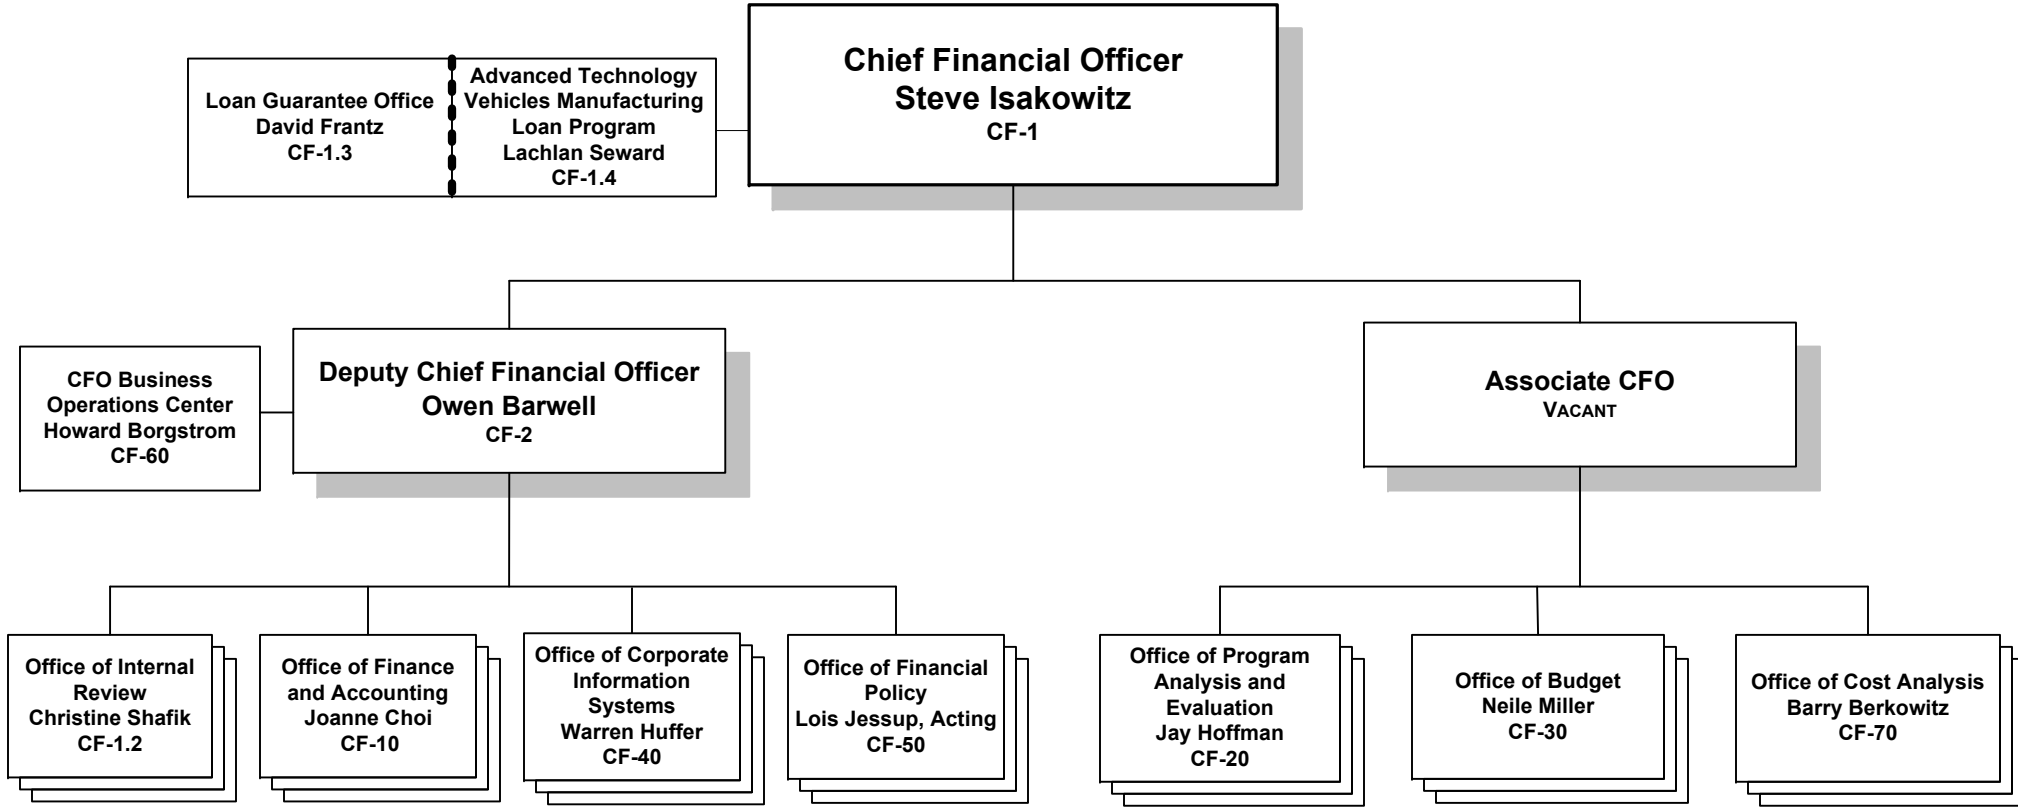 Chief Financial Officer
Steve Isakowitz
CF-1
Loan Guarantee Office
David Frantz
CF-1.3
Advanced Technology
Vehicles Manufacturing
Loan Program
Lachlan Seward
CF-1.4
CFO Business
Operations Center
Howard Borgstrom
CF-60
Deputy Chief Financial Officer
Owen Barwell
CF-2
Associate CFO
VACANT
Office of Internal
Review
Christine Shafik
CF-1.2
Office of Finance
and Accounting
Joanne Choi
CF-10
Office of Corporate
Information
Systems
Warren Huffer
CF-40
Office of Financial
Policy
Lois Jessup, Acting
CF-50
Office of Program
Analysis and
Evaluation
Jay Hoffman
CF-20
Office of Budget
Neile Miller
CF-30
Office of Cost Analysis
Barry Berkowitz
CF-70